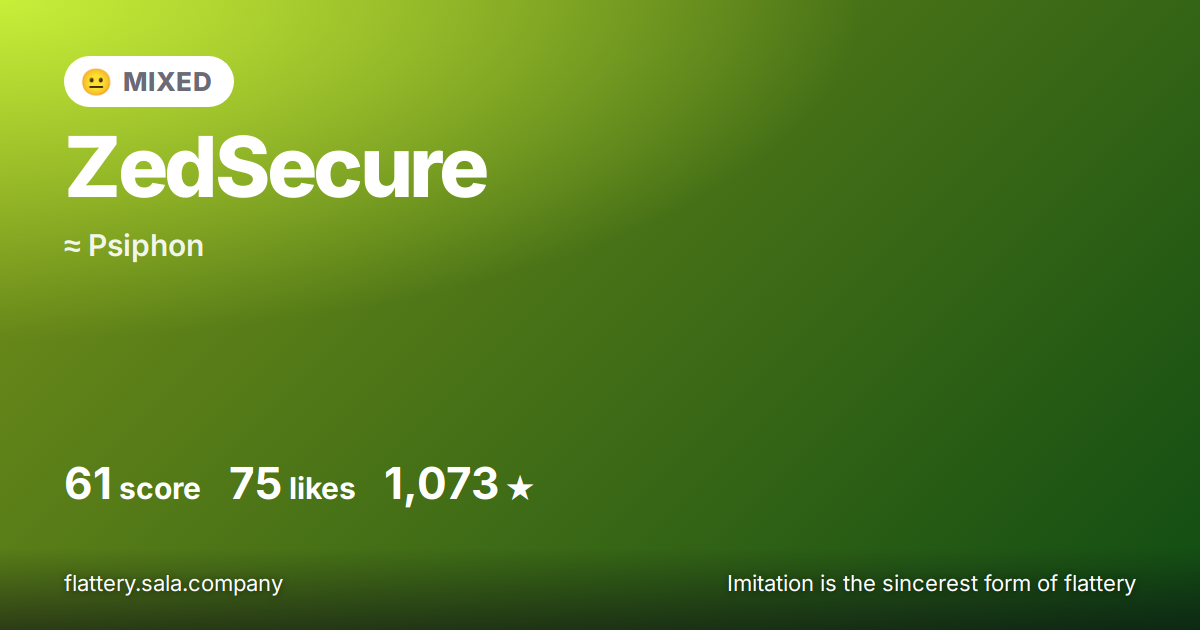 😐 MIXED
ZedSecure
≈ Psiphon
61 score 75 likes 1,073 ★
flattery.sala.company
Imitation is the sincerest form of flattery